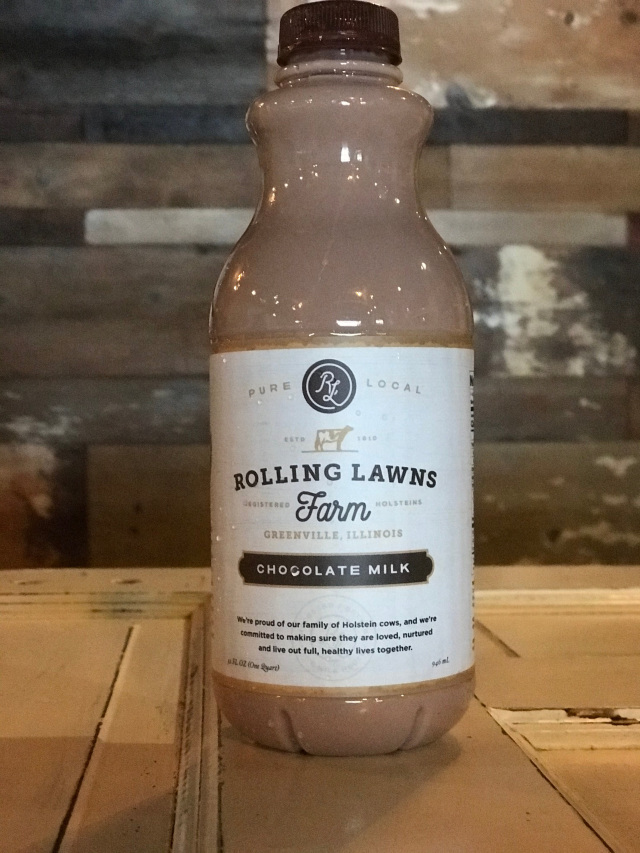 PURE RL LOCAL
ESTD 1910
ROLLING LAWNS
REGISTERED Farm HOLSTEINS
GREENVILLE, ILLINOIS
CHOCOLATE MILK
We're proud of our family of Holstein cows, and we're
committed to making sure they are loved, nurtured
and live out full, healthy lives together.
32 FL OZ (One Quart) 946 mL